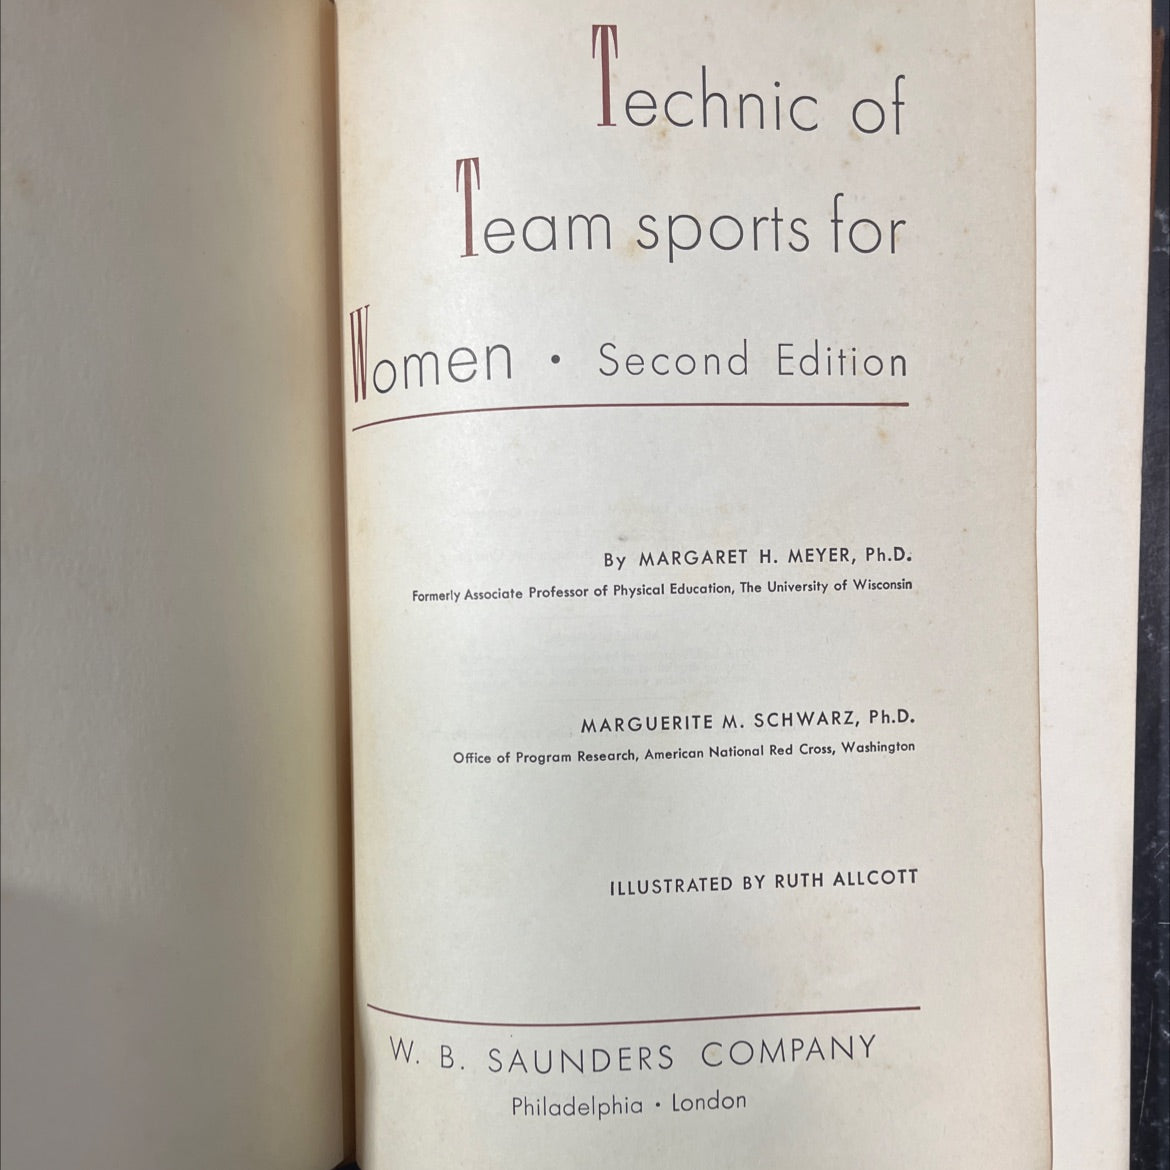 Technic of
Team sports for
Women • Second Edition
By MARGARET H. MEYER, Ph.D.
Formerly Associate Professor of Physical Education, The University of Wisconsin
MARGUERITE M. SCHWARZ, Ph.D.
Office of Program Research, American National Red Cross, Washington
ILLUSTRATED BY RUTH ALLCOTT
W. B. SAUNDERS COMPANY
Philadelphia • London